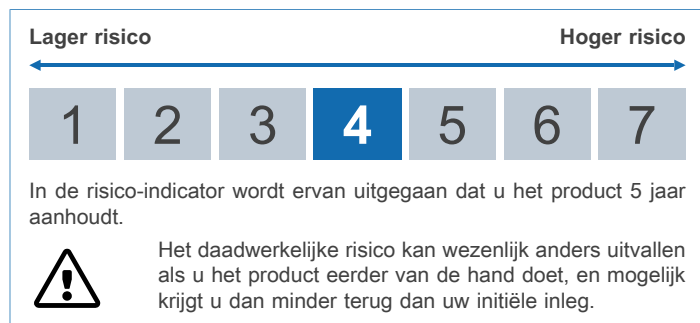 Lager risico Hoger risico
1 2 3 4 5 6 7
In de risico-indicator wordt ervan uitgegaan dat u het product 5 jaar
aanhoudt.
Het daadwerkelijke risico kan wezenlijk anders uitvallen
als u het product eerder van de hand doet, en mogelijk
krijgt u dan minder terug dan uw initiële inleg.